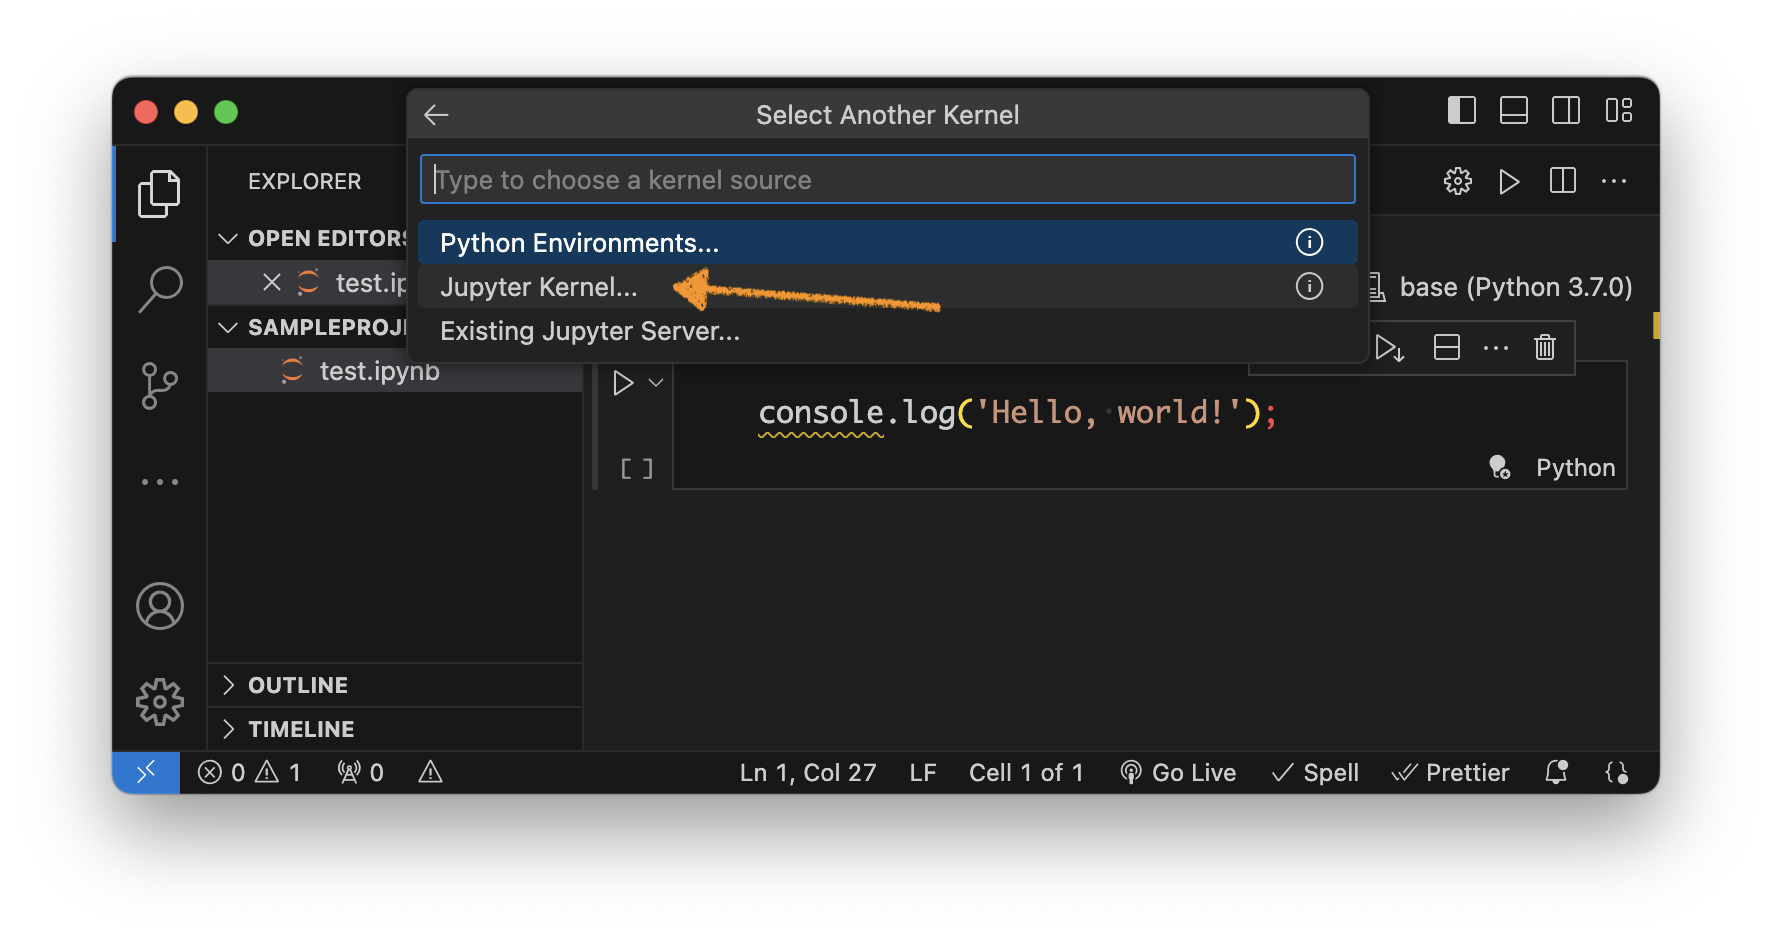 Select Another Kernel
Type to choose a kernel source
Python Environments...
Jupyter Kernel...
Existing Jupyter Server...
EXPLORER
OPEN EDITORS
test.ip
SAMPLEPROJ
test.ipynb
OUTLINE
TIMELINE
base (Python 3.7.0)
console.log('Hello, world!');
[ ]
Python
0 1 0 Ln 1, Col 27 LF Cell 1 of 1 Go Live Spell Prettier